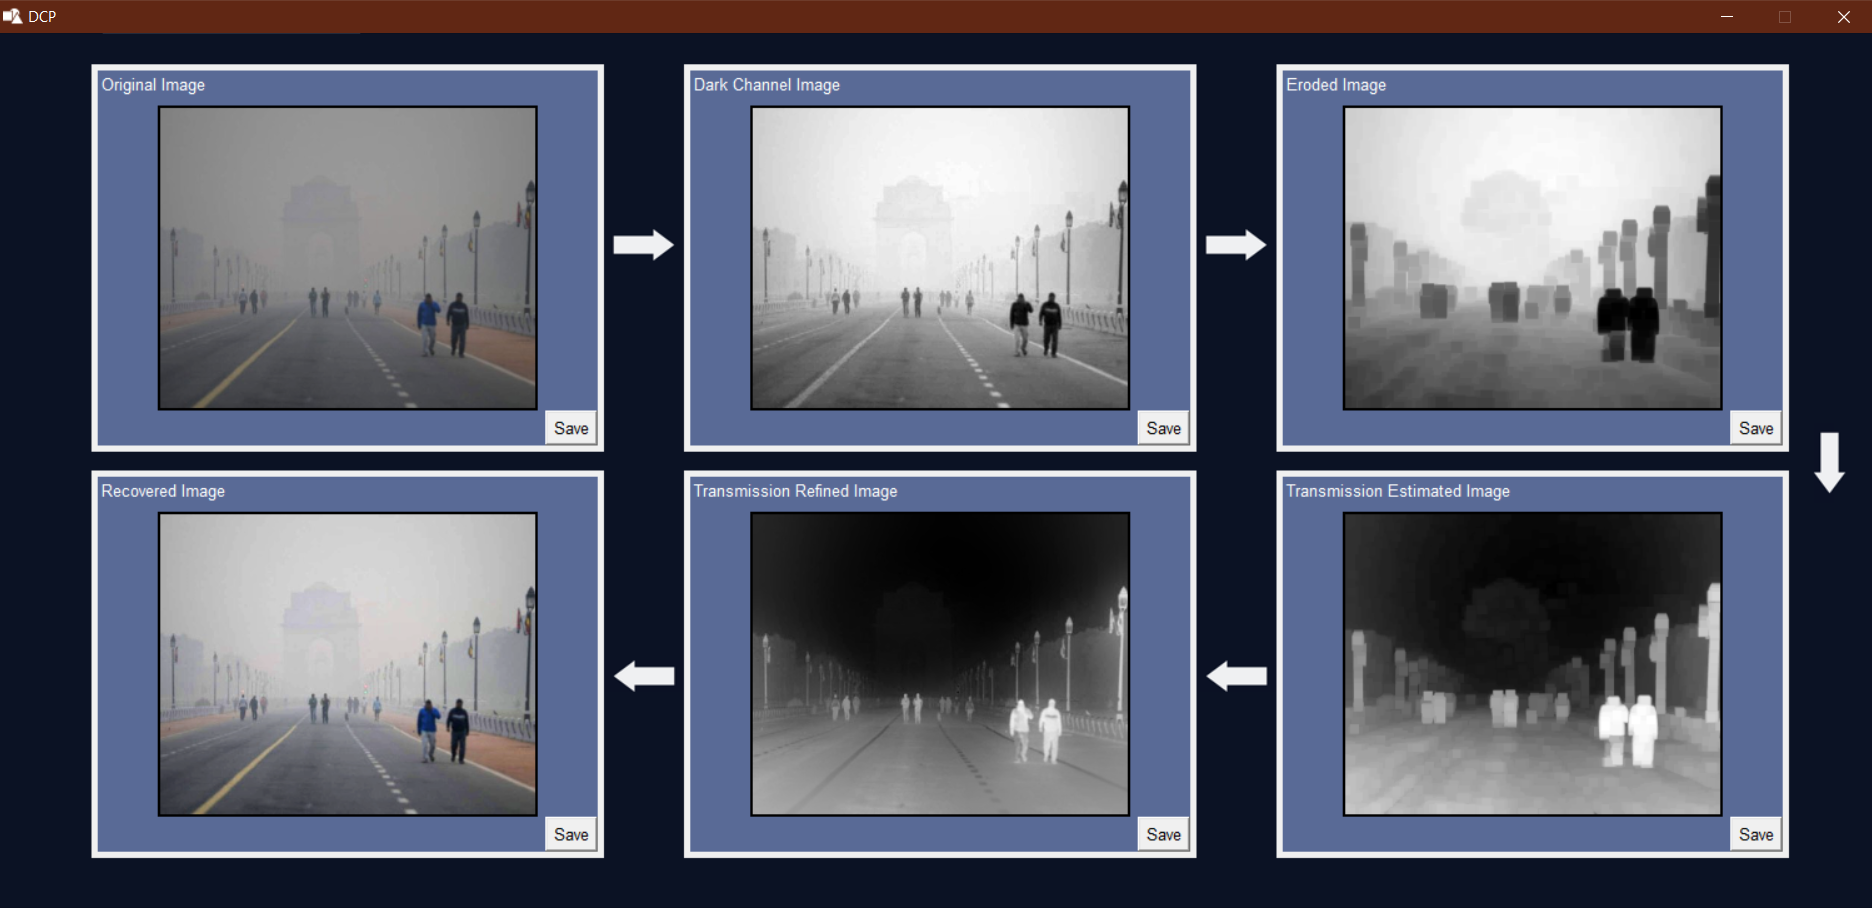 DCP
Original Image
Dark Channel Image
Eroded Image
Save
Save
Save
Recovered Image
Transmission Refined Image
Transmission Estimated Image
Save
Save
Save